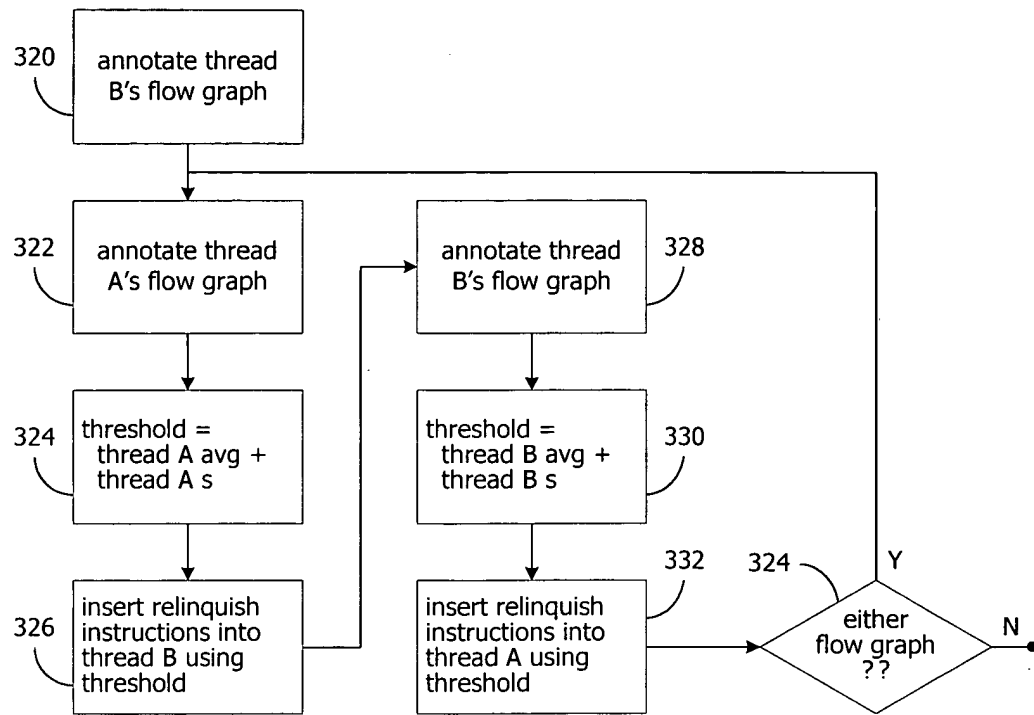 320
annotate thread
B's flow graph
322
annotate thread
A's flow graph
324
threshold =
thread A avg +
thread A s
326
insert relinquish
instructions into
thread B using
threshold
annotate thread
B's flow graph
328
threshold =
thread B avg +
thread B s
330
insert relinquish
instructions into
thread A using
threshold
332
324
either
flow graph
??
Y
N